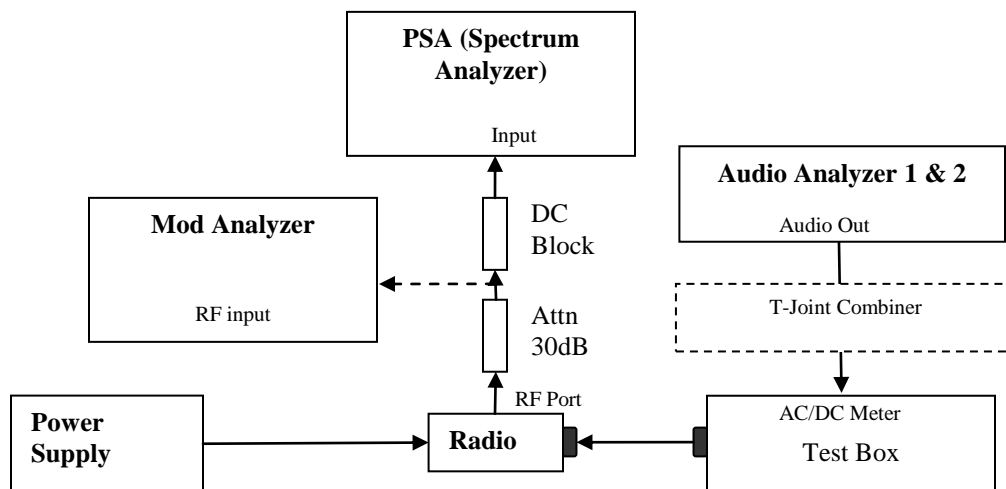 PSA (Spectrum
Analyzer)
Input
Audio Analyzer 1 & 2
Audio Out
Mod Analyzer
RF input
DC
Block
T-Joint Combiner
Attn
30dB
RF Port
Power
Supply
Radio
AC/DC Meter
Test Box